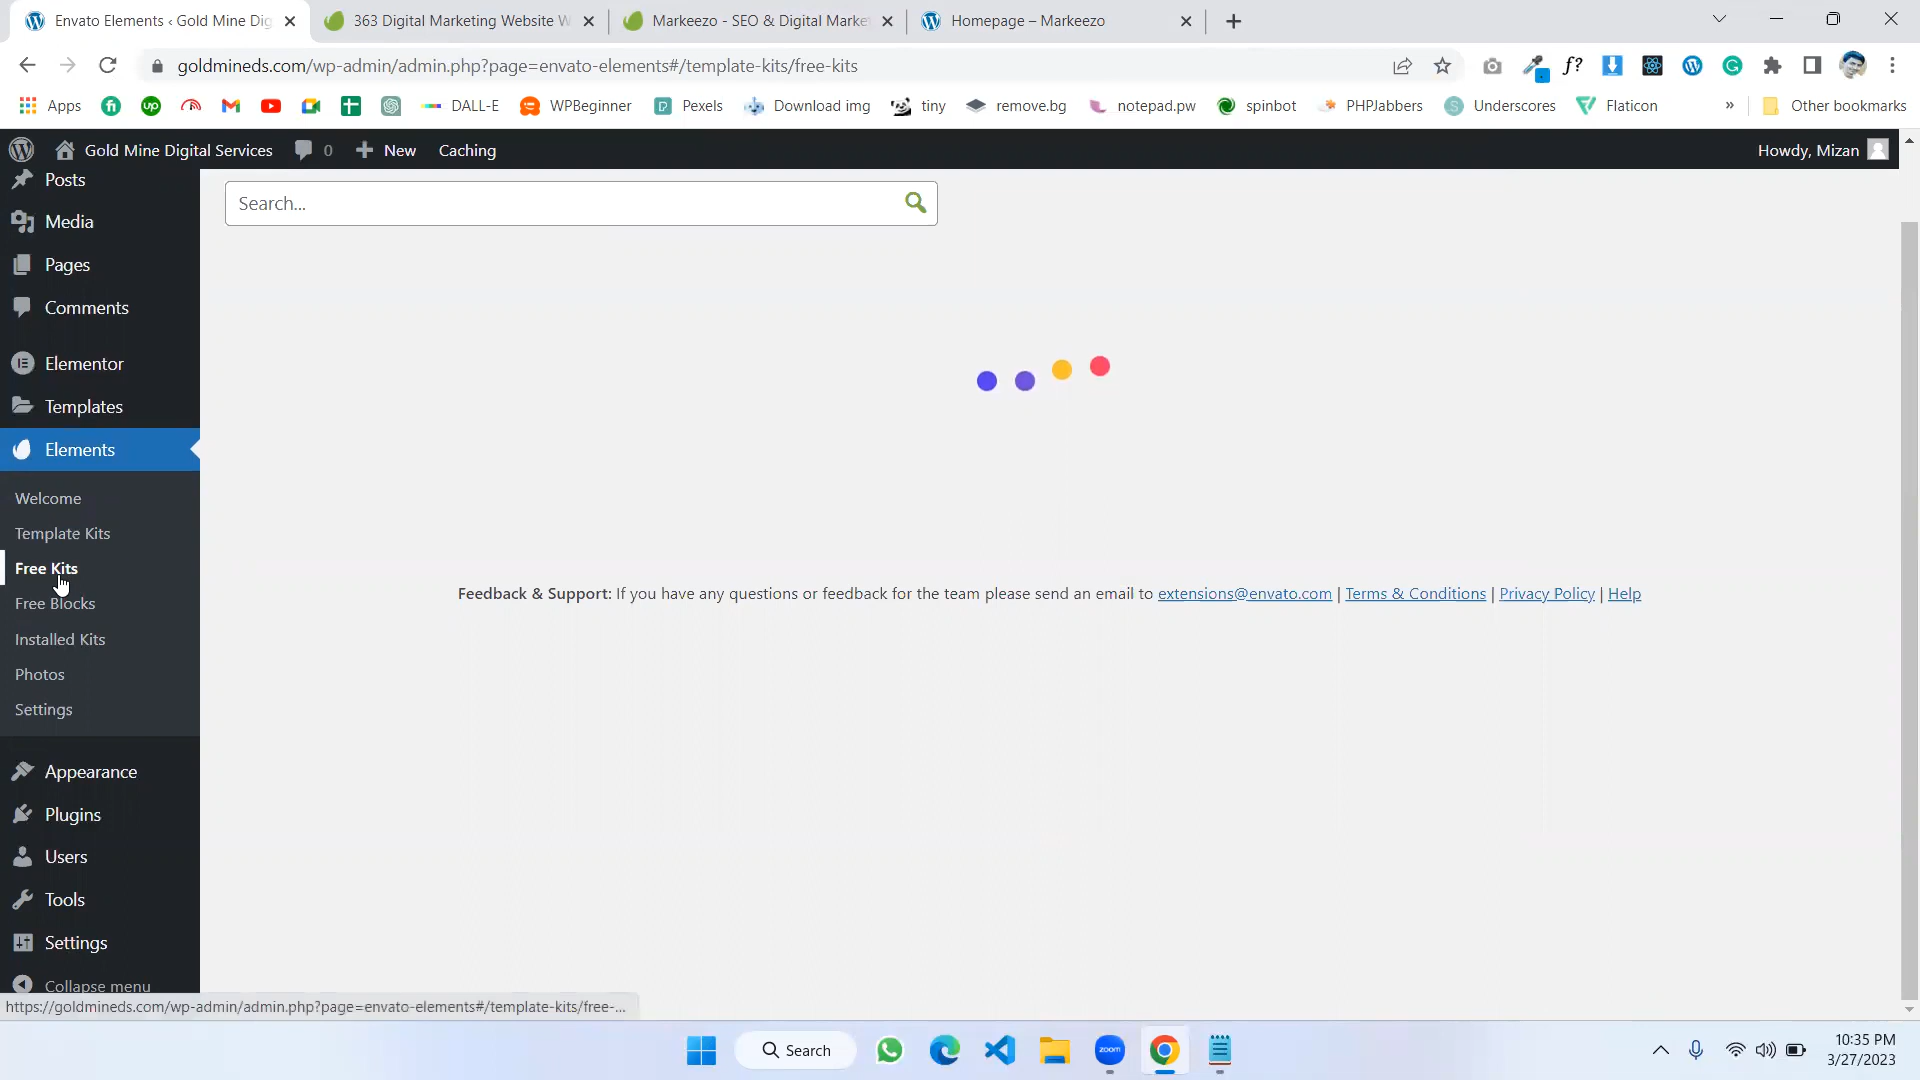 Envato Elements ‹ Gold Mine Dig
363 Digital Marketing Website W
Markeezo - SEO & Digital Marke
Homepage – Markeezo
goldmineds.com/wp-admin/admin.php?page=envato-elements#/template-kits/free-kits
f?
Apps
fi
up
DALL-E
WPBeginner
Pexels
Download img
tiny
remove.bg
notepad.pw
spinbot
PHPJabbers
Underscores
Flaticon
»
Other bookmarks
Gold Mine Digital Services
0
New
Caching
Howdy, Mizan
Posts
Media
Pages
Comments
Elementor
Templates
Elements
Welcome
Template Kits
Free Kits
Free Blocks
Installed Kits
Photos
Settings
Appearance
Plugins
Users
Tools
Settings
Collapse menu
Search...
Feedback & Support: If you have any questions or feedback for the team please send an email to extensions@envato.com | Terms & Conditions | Privacy Policy | Help
https://goldmineds.com/wp-admin/admin.php?page=envato-elements#/template-kits/free-...
Search
zoom
10:35 PM
3/27/2023